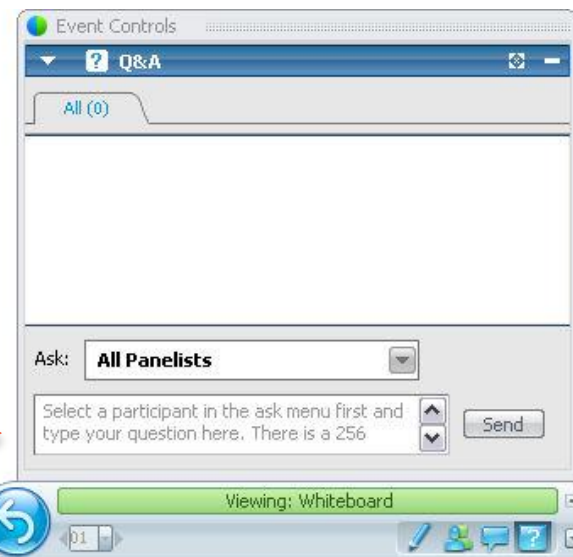 Event Controls
? Q&A
All (0)
Ask: All Panelists
Select a participant in the ask menu first and
type your question here. There is a 256
Send
Viewing: Whiteboard
01
?